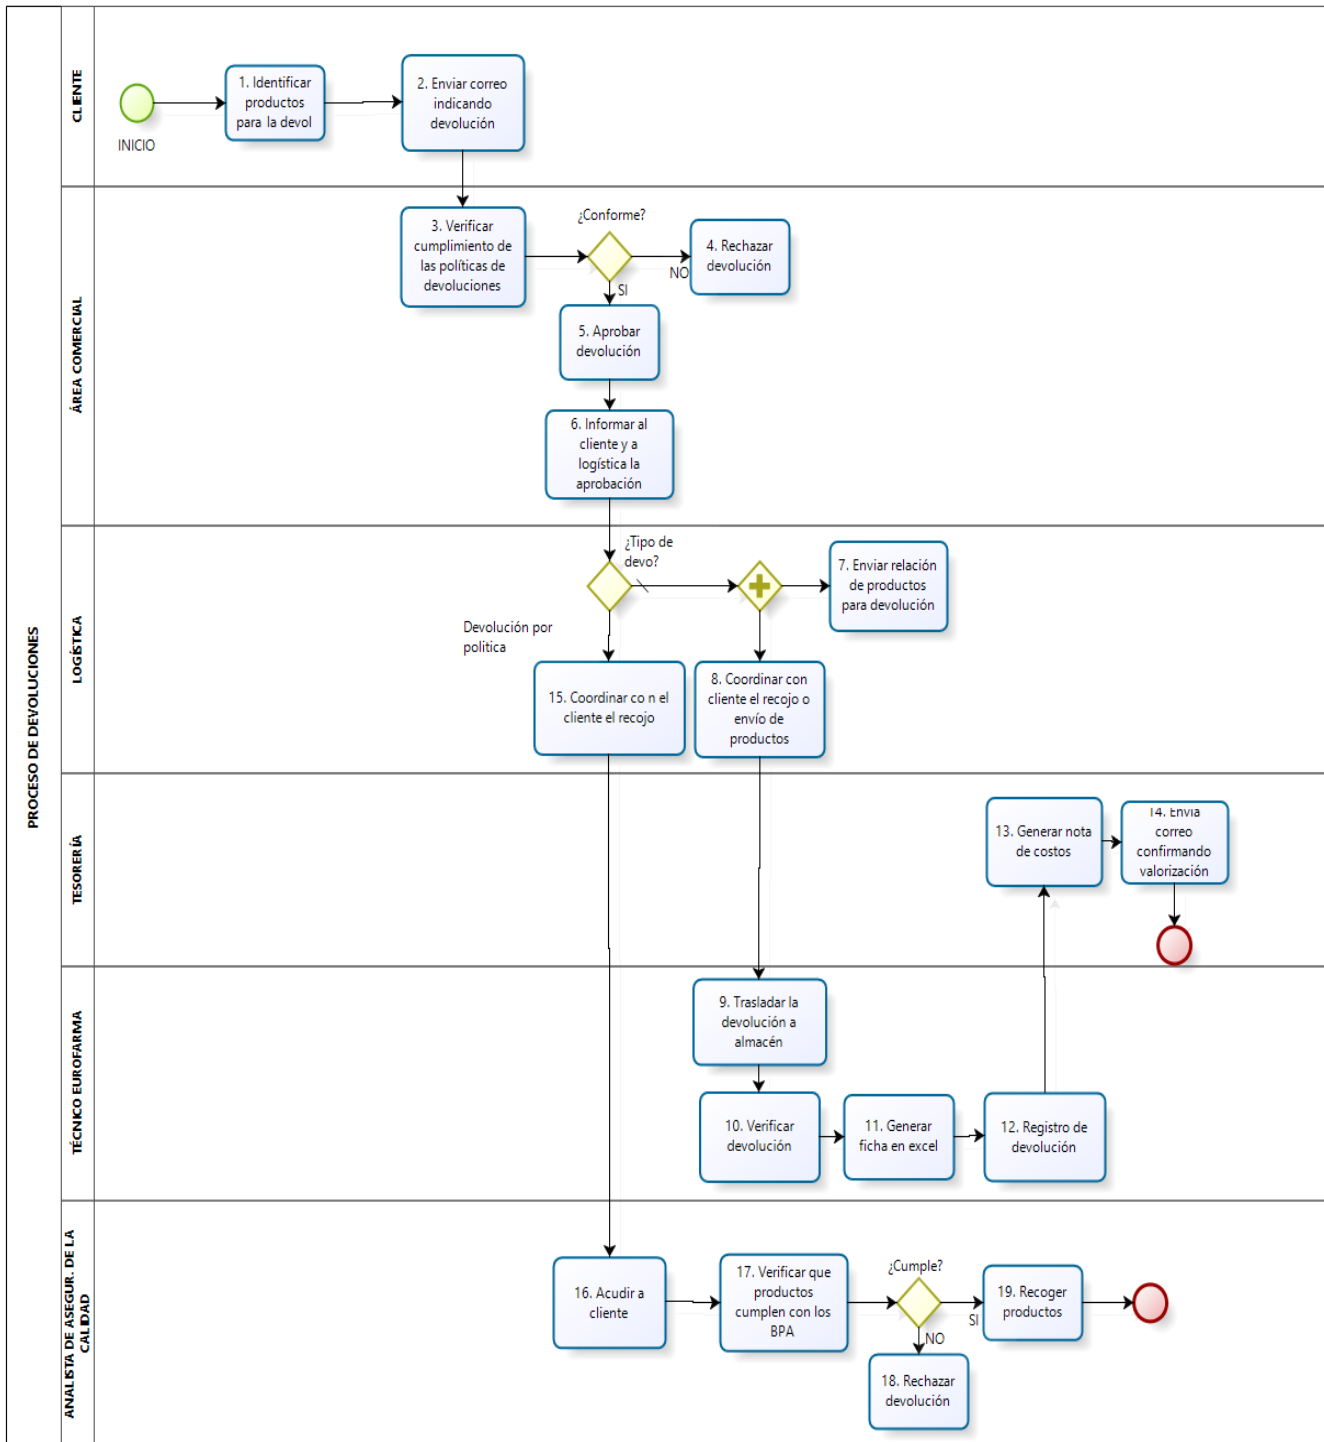 PROCESO DE DEVOLUCIONES
CLIENTE
INICIO
1. Identificar
productos
para la devol
2. Enviar correo
indicando
devolución
ÁREA COMERCIAL
3. Verificar
cumplimiento de
las políticas de
devoluciones
¿Conforme?
NO
SI
4. Rechazar
devolución
5. Aprobar
devolución
6. Informar al
cliente y a
logística la
aprobación
LOGÍSTICA
¿Tipo de
devo?
7. Enviar relación
de productos
para devolución
Devolución por
politica
15. Coordinar co n el
cliente el recojo
8. Coordinar con
cliente el recojo o
envío de
productos
TESORERÍA
13. Generar nota
de costos
14. Envia
correo
confirmando
valorización
TÉCNICO EUROFARMA
9. Trasladar la
devolución a
almacén
10. Verificar
devolución
11. Generar
ficha en excel
12. Registro de
devolución
ANALISTA DE ASEGUR. DE LA
CALIDAD
16. Acudir a
cliente
17. Verificar que
productos
cumplen con los
BPA
¿Cumple?
SI
NO
19. Recoger
productos
18. Rechazar
devolución